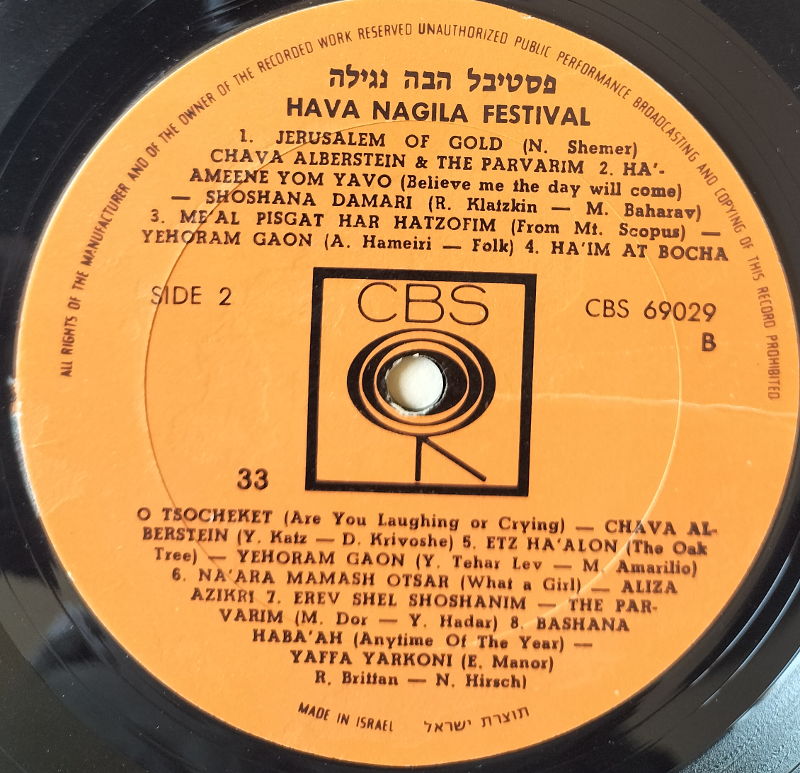 ALL RIGHTS OF THE MANUFACTURER AND OF THE OWNER OF THE RECORDED WORK RESERVED UNAUTHORIZED PUBLIC PERFORMANCE BROADCASTING AND COPYING OF THIS RECORD PROHIBITED
פסטיבל הבה נגילה
HAVA NAGILA FESTIVAL
1. JERUSALEM OF GOLD (N. Shemer)
CHAVA ALBERSTEIN & THE PARVARIM 2. HA'-
AMEENE YOM YAVO (Believe me the day will come)
— SHOSHANA DAMARI (R. Klatzkin — M. Baharav)
3. ME'AL PISGAT HAR HATZOFIM (From Mt. Scopus) —
YEHORAM GAON (A. Hameiri — Folk) 4. HA'IM AT BOCHA
SIDE 2
CBS
CBS 69029
B
33
O TSOCHEKET (Are You Laughing or Crying) — CHAVA AL-
BERSTEIN (Y. Katz — D. Krivoshe) 5. ETZ HA'ALON (The Oak
Tree) — YEHORAM GAON (Y. Tehar Lev — M. Amarilio)
6. NA'ARA MAMASH OTSAR (What a Girl) — ALIZA
AZIKRI 7. EREV SHEL SHOSHANIM — THE PAR-
VARIM (M. Dor — Y. Hadar) 8. BASHANA
HABA'AH (Anytime Of The Year) —
YAFFA YARKONI (E. Manor)
R. Brittan — N. Hirsch)
MADE IN ISRAEL תוצרת ישראל